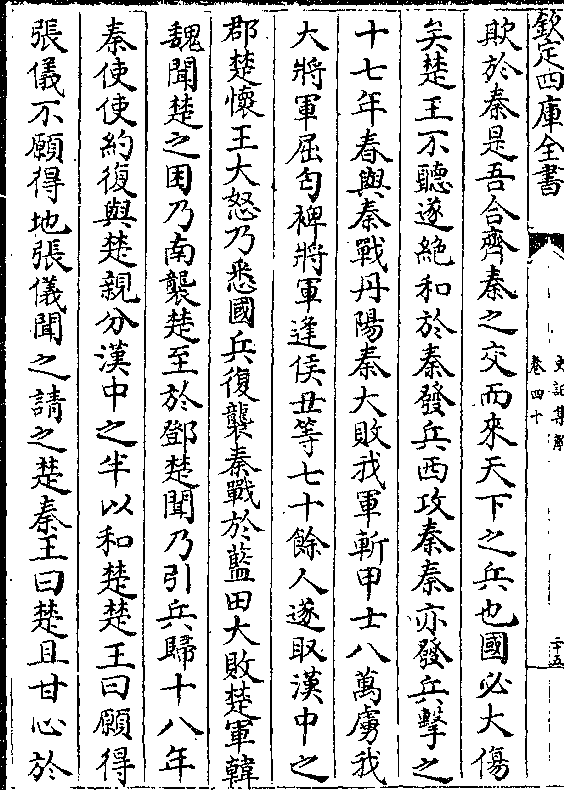 欽定四庫全書
史記集解
卷四十
二十五
欺於秦是吾合齊秦之交而來天下之兵也國必大傷
矣楚王不聽遂絶和於秦發兵西攻秦秦亦發兵擊之
十七年春與秦戰丹陽秦大敗我軍斬甲士八萬虜我
大將軍屈匄裨將軍逢侯丑等七十餘人遂取漢中之
郡楚懷王大怒乃悉國兵復襲秦戰於藍田大敗楚軍韓
魏聞楚之困乃南襲楚至於鄧楚聞乃引兵歸十八年
秦使使約復與楚親分漢中之半以和楚楚王曰願得
張儀不願得地張儀聞之請之楚秦王曰楚且甘心於